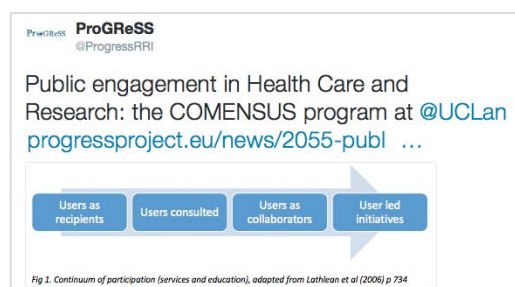 ProGReSS ProGReSS
@ProgressRRI
Public engagement in Health Care and
Research: the COMENSUS program at @UCLan
progressproject.eu/news/2055-publ ...
Users as
recipients
Users consulted
Users as
collaborators
User led
initiatives
Fig 1. Continuum of participation (services and education), adapted from Lathlean et al (2006) p 734